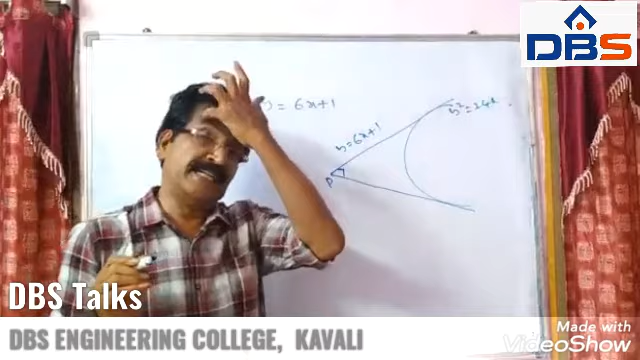 DBS
y = 6x+1
y=6x+1
y²=24x
P
DBS Talks
DBS ENGINEERING COLLEGE, KAVALI
Made with
VideoShow